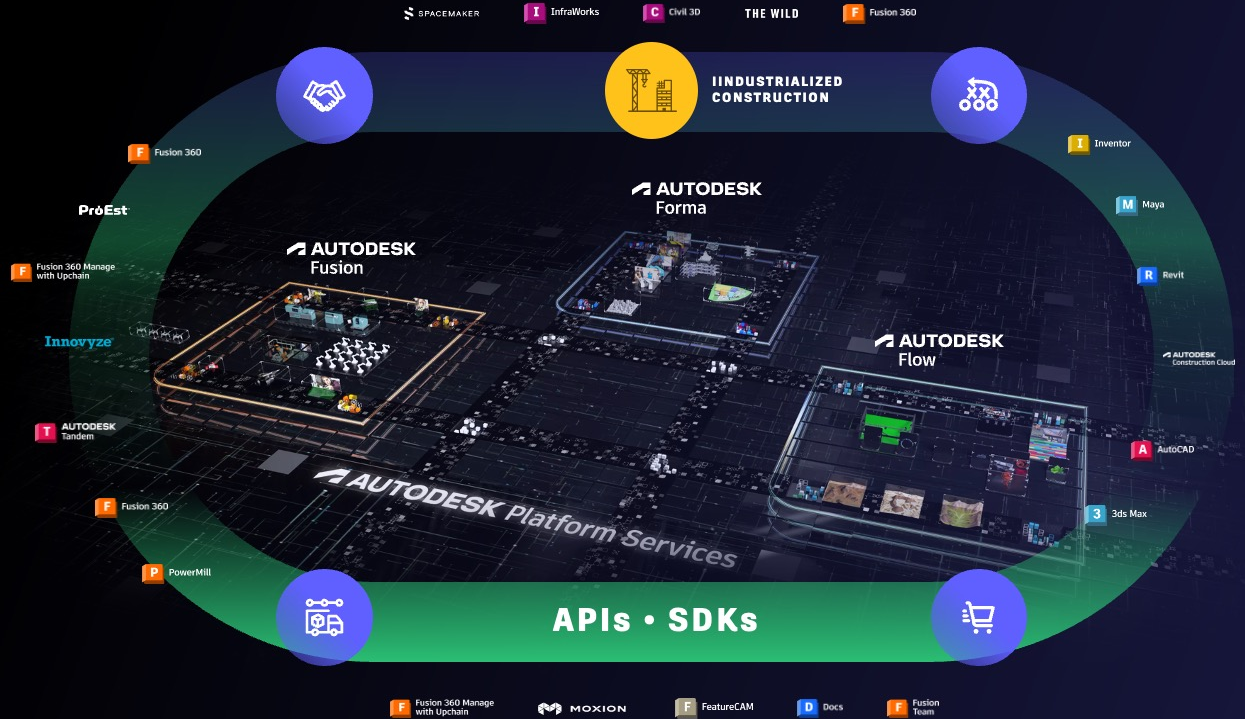 SPACEMAKER
I InfraWorks
C Civil 3D
THE WILD
F Fusion 360
IINDUSTRIALIZED
CONSTRUCTION
F Fusion 360
I Inventor
PróEst
M Maya
AUTODESK
Forma
AUTODESK
Fusion
F Fusion 360 Manage
with Upchain
R Revit
Innovyze
AUTODESK
Flow
AUTODESK
Construction Cloud
T AUTODESK
Tandem
A AutoCAD
F Fusion 360
AUTODESK Platform Services
3 3ds Max
P PowerMill
APIs • SDKs
F Fusion 360 Manage
with Upchain
MOXION
F FeatureCAM
D Docs
F Fusion
Team